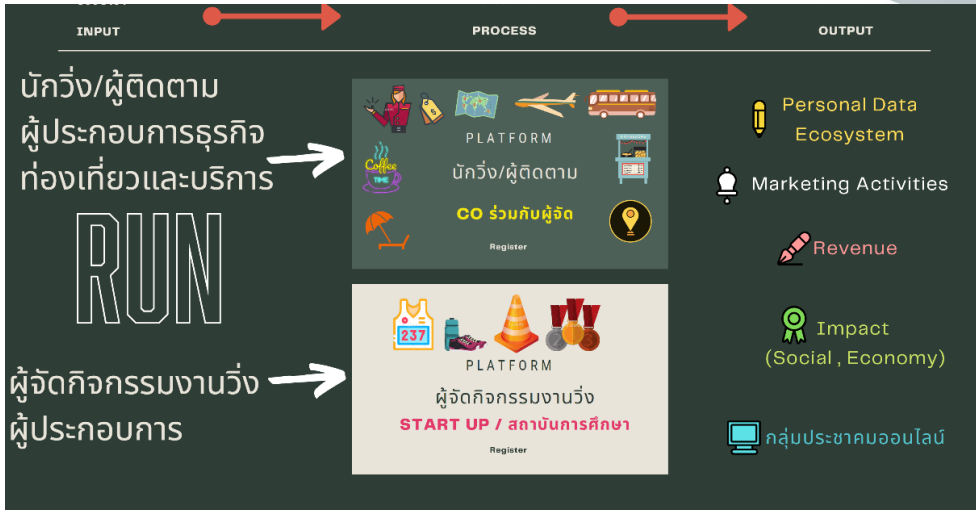 INPUT
PROCESS
OUTPUT
นักวิ่ง/ผู้ติดตาม
ผู้ประกอบการธุรกิจ
ท่องเที่ยวและบริการ
RUN
ผู้จัดกิจกรรมงานวิ่ง
ผู้ประกอบการ
$
Coffee
TIME
PLATFORM
นักวิ่ง/ผู้ติดตาม
CO ร่วมกับผู้จัด
Register
237
2
1
3
PLATFORM
ผู้จัดกิจกรรมงานวิ่ง
START UP / สถาบันการศึกษา
Register
Personal Data
Ecosystem
Marketing Activities
Revenue
Impact
(Social , Economy)
กลุ่มประชาคมออนไลน์